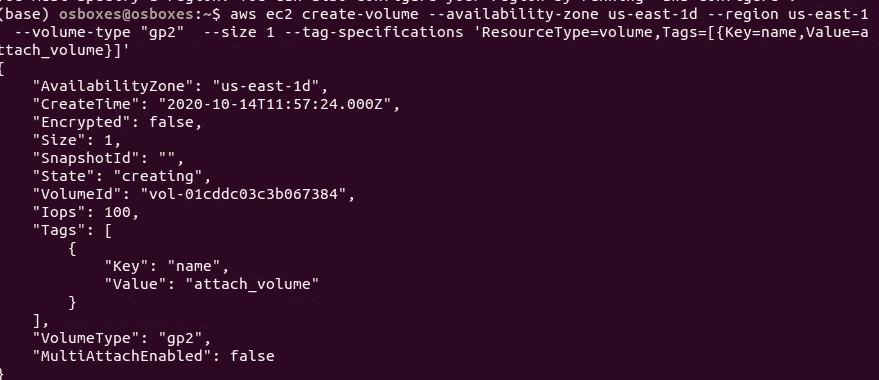 (base) osboxes@osboxes:~$ aws ec2 create-volume --availability-zone us-east-1d --region us-east-1
--volume-type "gp2"  --size 1 --tag-specifications 'ResourceType=volume,Tags=[{Key=name,Value=a
ttach_volume}]'
{
    "AvailabilityZone": "us-east-1d",
    "CreateTime": "2020-10-14T11:57:24.000Z",
    "Encrypted": false,
    "Size": 1,
    "SnapshotId": "",
    "State": "creating",
    "VolumeId": "vol-01cddc03c3b067384",
    "Iops": 100,
    "Tags": [
        {
            "Key": "name",
            "Value": "attach_volume"
        }
    ],
    "VolumeType": "gp2",
    "MultiAttachEnabled": false
}